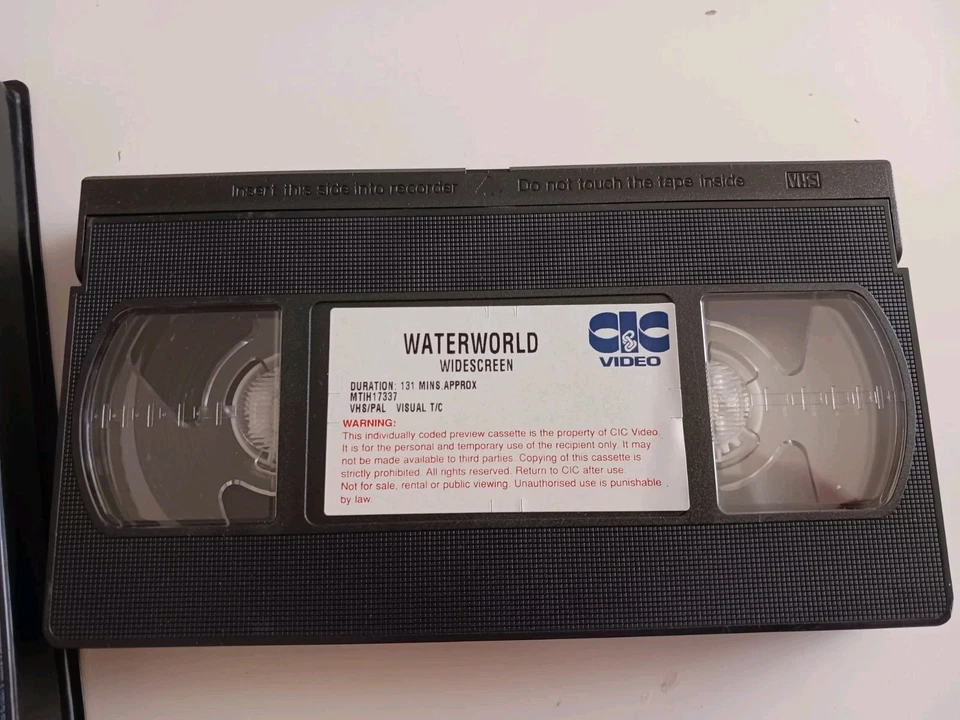 Insert this side into recorder Do not touch the tape inside VHS
WATERWORLD
WIDESCREEN
CIC
VIDEO
DURATION: 131 MINS.APPROX
MTIH17337
VHS/PAL VISUAL T/C
WARNING:
This individually coded preview cassette is the property of CIC Video.
It is for the personal and temporary use of the recipient only. It may
not be made available to third parties. Copying of this cassette is
strictly prohibited. All rights reserved. Return to CIC after use.
Not for sale, rental or public viewing. Unauthorised use is punishable
by law.